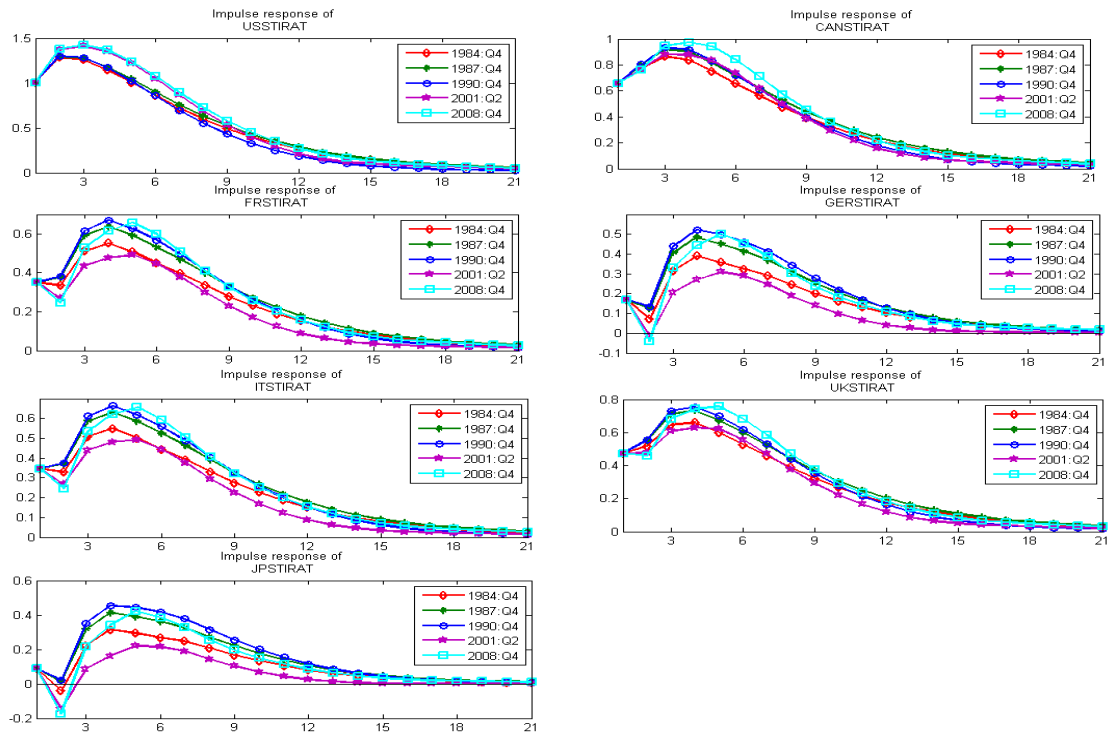 Impulse response of
USSTIRAT
1.5
1
0.5
0
3 6 9 12 15 18 21
1984:Q4
1987:Q4
1990:Q4
2001:Q2
2008:Q4
Impulse response of
CANSTIRAT
1
0.8
0.6
0.4
0.2
0
3 6 9 12 15 18 21
1984:Q4
1987:Q4
1990:Q4
2001:Q2
2008:Q4
Impulse response of
FRSTIRAT
0.6
0.4
0.2
0
3 6 9 12 15 18 21
1984:Q4
1987:Q4
1990:Q4
2001:Q2
2008:Q4
Impulse response of
GERSTIRAT
0.5
0.4
0.3
0.2
0.1
0
-0.1
3 6 9 12 15 18 21
1984:Q4
1987:Q4
1990:Q4
2001:Q2
2008:Q4
Impulse response of
ITSTIRAT
0.6
0.5
0.4
0.3
0.2
0.1
0
3 6 9 12 15 18 21
1984:Q4
1987:Q4
1990:Q4
2001:Q2
2008:Q4
Impulse response of
UKSTIRAT
0.8
0.6
0.4
0.2
0
3 6 9 12 15 18 21
1984:Q4
1987:Q4
1990:Q4
2001:Q2
2008:Q4
Impulse response of
JPSTIRAT
0.6
0.4
0.2
0
-0.2
3 6 9 12 15 18 21
1984:Q4
1987:Q4
1990:Q4
2001:Q2
2008:Q4